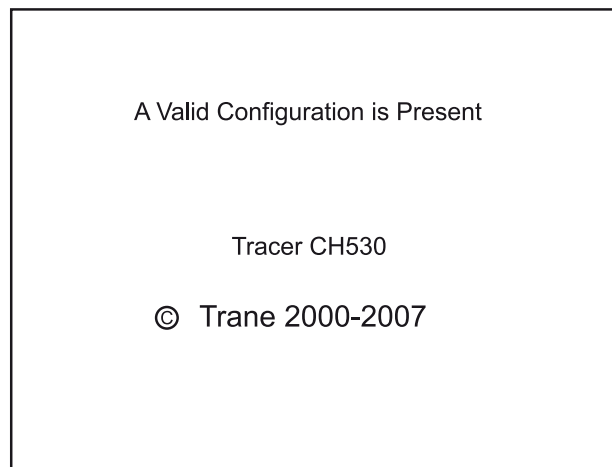 A Valid Configuration is Present
Tracer CH530
© Trane 2000-2007